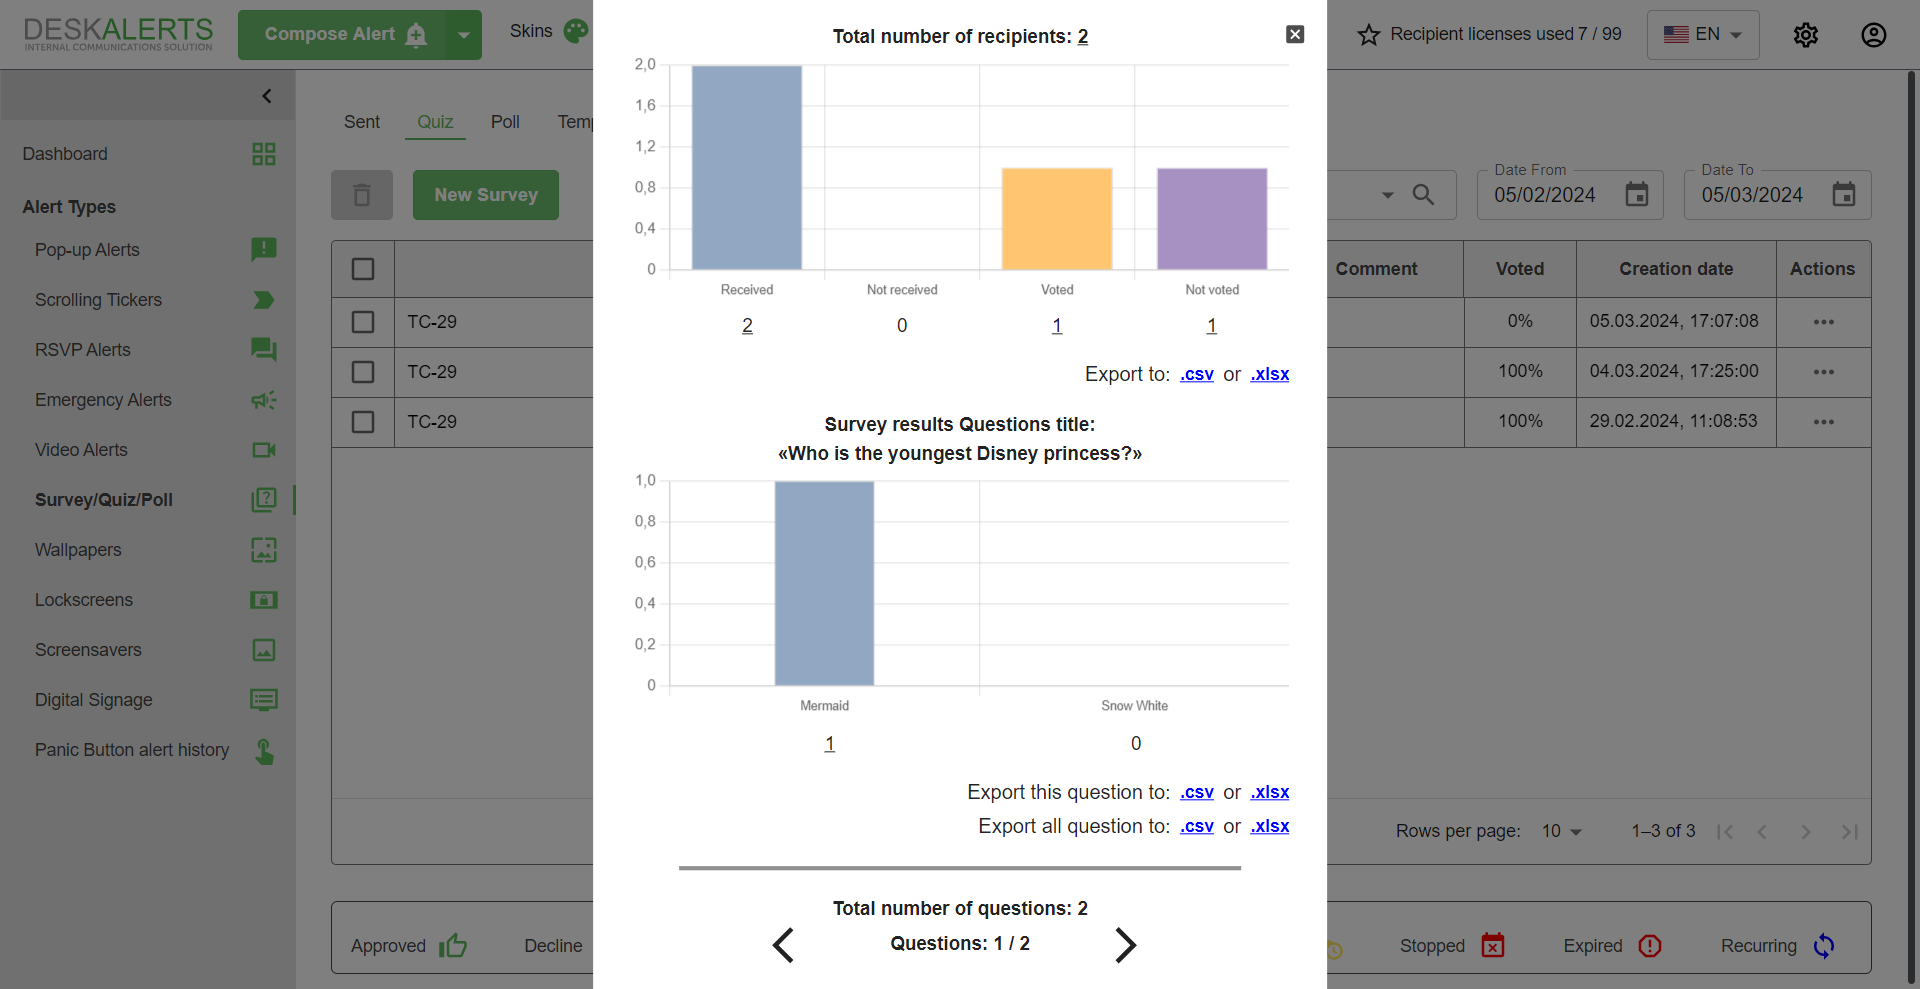 DESKALERTS
INTERNAL COMMUNICATIONS SOLUTION
Compose Alert
Skins
Recipient licenses used 7 / 99
EN
Dashboard
Alert Types
Pop-up Alerts
Scrolling Tickers
RSVP Alerts
Emergency Alerts
Video Alerts
Survey/Quiz/Poll
Wallpapers
Lockscreens
Screensavers
Digital Signage
Panic Button alert history
Sent Quiz Poll Temp
New Survey
Date From
05/02/2024
Date To
05/03/2024
Comment Voted Creation date Actions
TC-29 0% 05.03.2024, 17:07:08
TC-29 100% 04.03.2024, 17:25:00
TC-29 100% 29.02.2024, 11:08:53
Rows per page: 10 1–3 of 3
Approved Decline Stopped Expired Recurring
Total number of recipients: 2
2,0
1,6
1,2
0,8
0,4
0
Received Not received Voted Not voted
2 0 1 1
Export to: .csv or .xlsx
Survey results Questions title:
«Who is the youngest Disney princess?»
1,0
0,8
0,6
0,4
0,2
0
Mermaid Snow White
1 0
Export this question to: .csv or .xlsx
Export all question to: .csv or .xlsx
Total number of questions: 2
Questions: 1 / 2